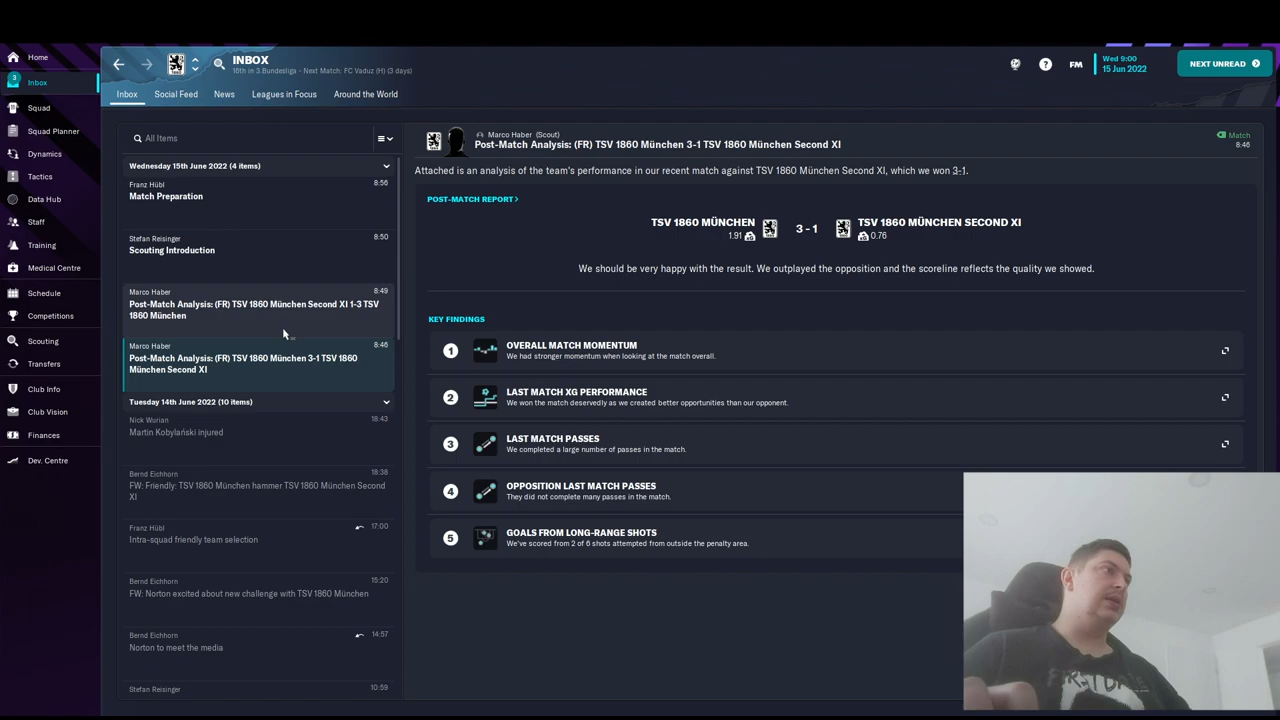 INBOX
16th in 3.Bundesliga - Next Match: FC Vaduz (H) (3 days)
Wed 9:00
15 Jun 2022
FM
NEXT UNREAD
Home
3
Inbox
Squad
Squad Planner
Dynamics
Tactics
Data Hub
Staff
Training
Medical Centre
Schedule
Competitions
Scouting
Transfers
Club Info
Club Vision
Finances
Dev. Centre
Inbox
Social Feed
News
Leagues in Focus
Around the World
All Items
Wednesday 15th June 2022 (4 items)
Franz Hübl 8:56
Match Preparation
Stefan Reisinger 8:50
Scouting Introduction
Marco Haber 8:49
Post-Match Analysis: (FR) TSV 1860 München Second XI 1-3 TSV
1860 München
Marco Haber 8:46
Post-Match Analysis: (FR) TSV 1860 München 3-1 TSV 1860
München Second XI
Tuesday 14th June 2022 (10 items)
Nick Wurian 18:43
Martin Kobylański injured
Bernd Eichhorn 18:38
FW: Friendly: TSV 1860 München hammer TSV 1860 München Second
XI
Franz Hübl 17:00
Intra-squad friendly team selection
Bernd Eichhorn 15:20
FW: Norton excited about new challenge with TSV 1860 München
Bernd Eichhorn 14:57
Norton to meet the media
Stefan Reisinger 10:59
Marco Haber (Scout)
Post-Match Analysis: (FR) TSV 1860 München 3-1 TSV 1860 München Second XI
Match
8:46
Attached is an analysis of the team's performance in our recent match against TSV 1860 München Second XI, which we won 3-1.
POST-MATCH REPORT >
TSV 1860 MÜNCHEN 3 - 1 TSV 1860 MÜNCHEN SECOND XI
1.91 0.76
We should be very happy with the result. We outplayed the opposition and the scoreline reflects the quality we showed.
KEY FINDINGS
1 OVERALL MATCH MOMENTUM
We had stronger momentum when looking at the match overall.
2 LAST MATCH XG PERFORMANCE
We won the match deservedly as we created better opportunities than our opponent.
3 LAST MATCH PASSES
We completed a large number of passes in the match.
4 OPPOSITION LAST MATCH PASSES
They did not complete many passes in the match.
5 GOALS FROM LONG-RANGE SHOTS
We've scored from 2 of 6 shots attempted from outside the penalty area.